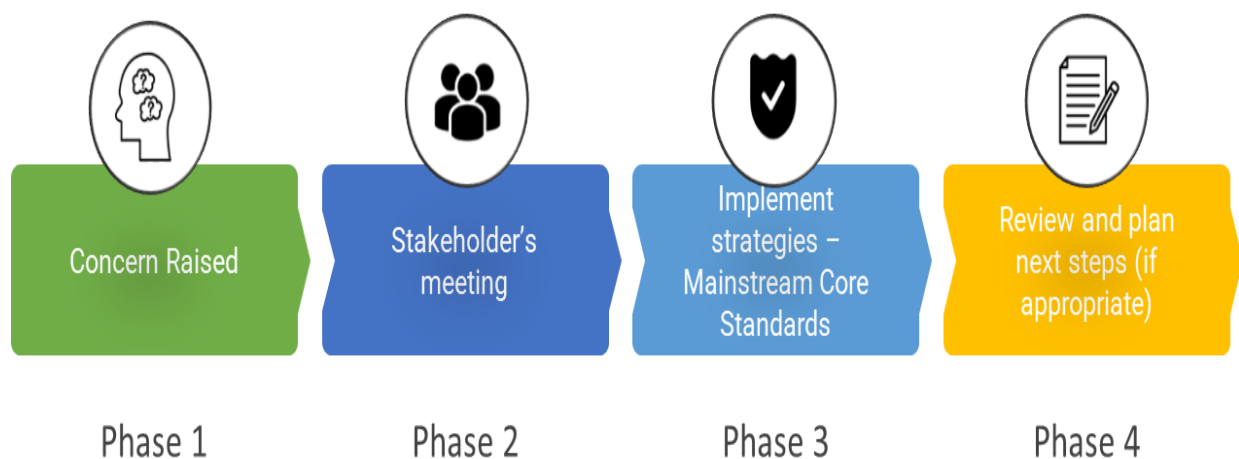 Concern Raised
Stakeholder’s
meeting
Implement
strategies –
Mainstream Core
Standards
Review and plan
next steps (if
appropriate)
Phase 1
Phase 2
Phase 3
Phase 4